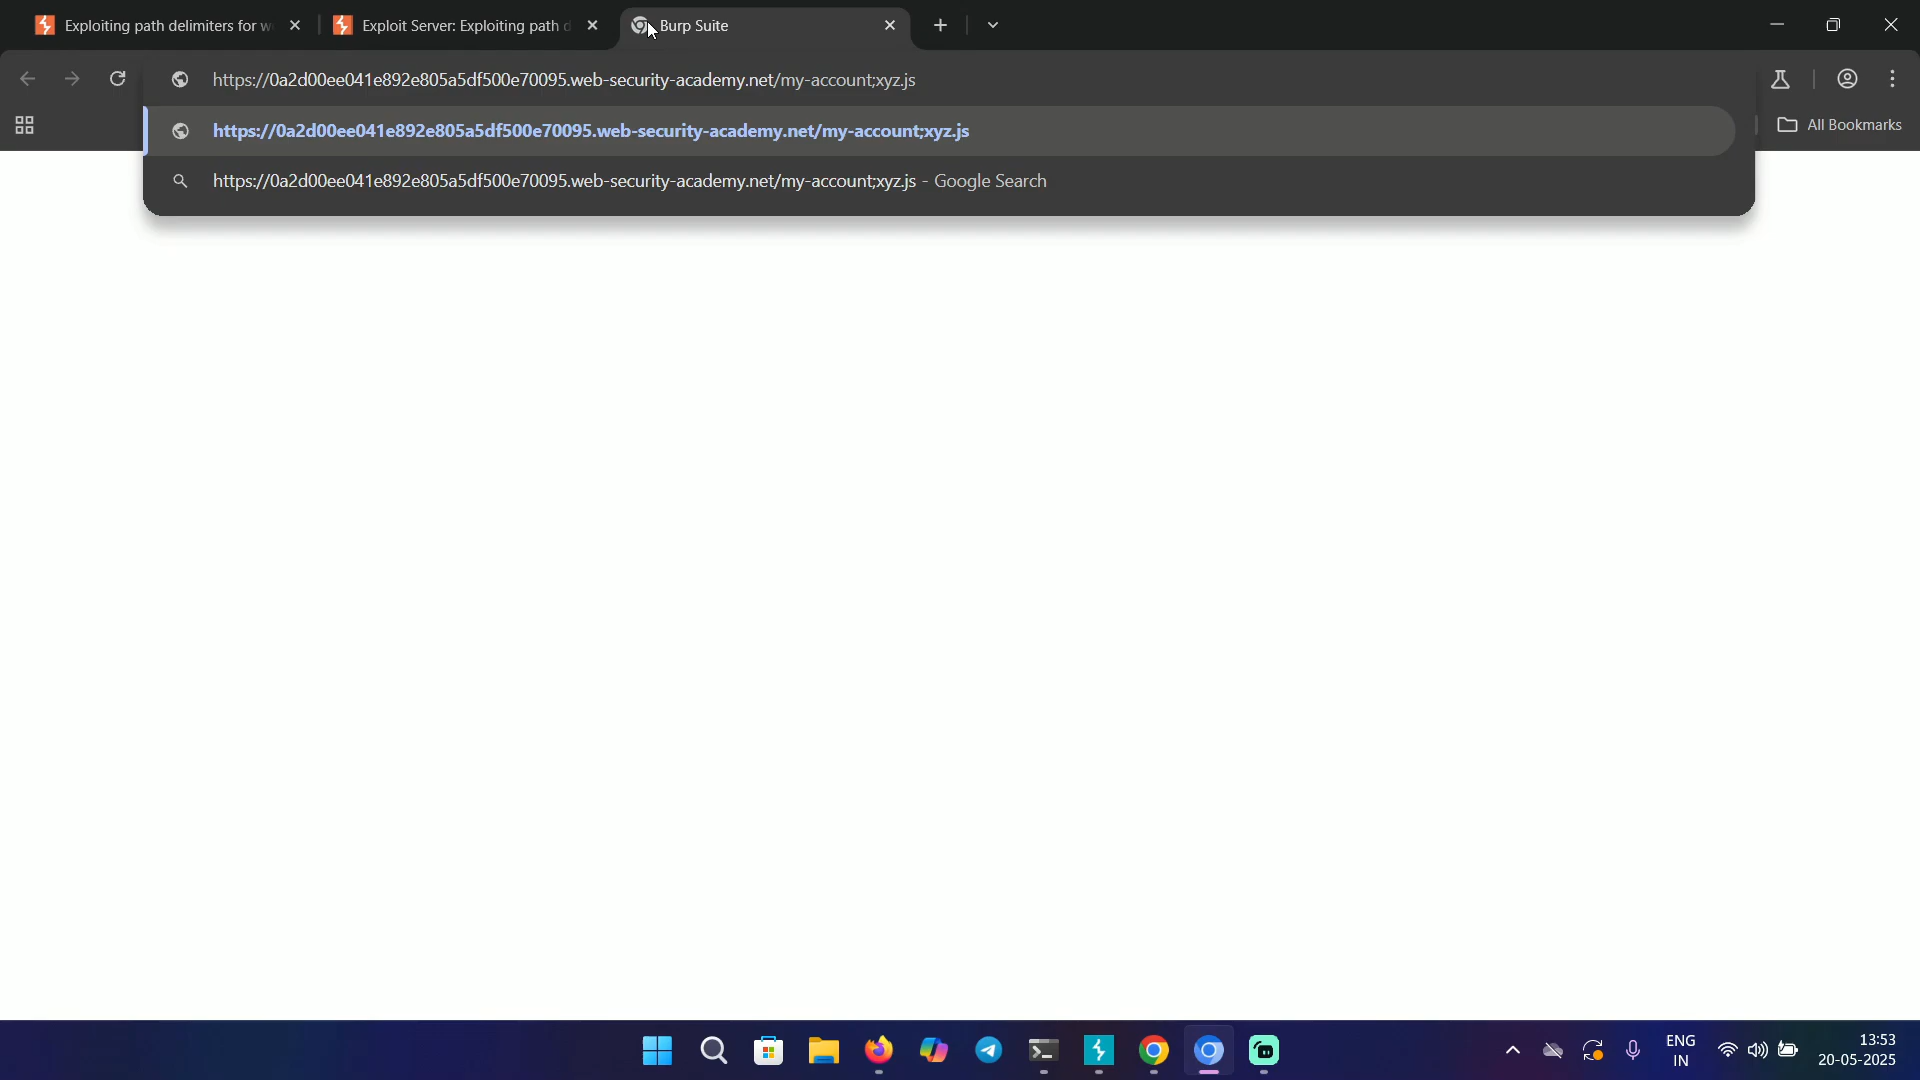 Exploiting path delimiters for w
Exploit Server: Exploiting path d
Burp Suite
https://0a2d00ee041e892e805a5df500e70095.web-security-academy.net/my-account;xyz.js
https://0a2d00ee041e892e805a5df500e70095.web-security-academy.net/my-account;xyz.js
https://0a2d00ee041e892e805a5df500e70095.web-security-academy.net/my-account;xyz.js - Google Search
All Bookmarks
ENG
IN
13:53
20-05-2025